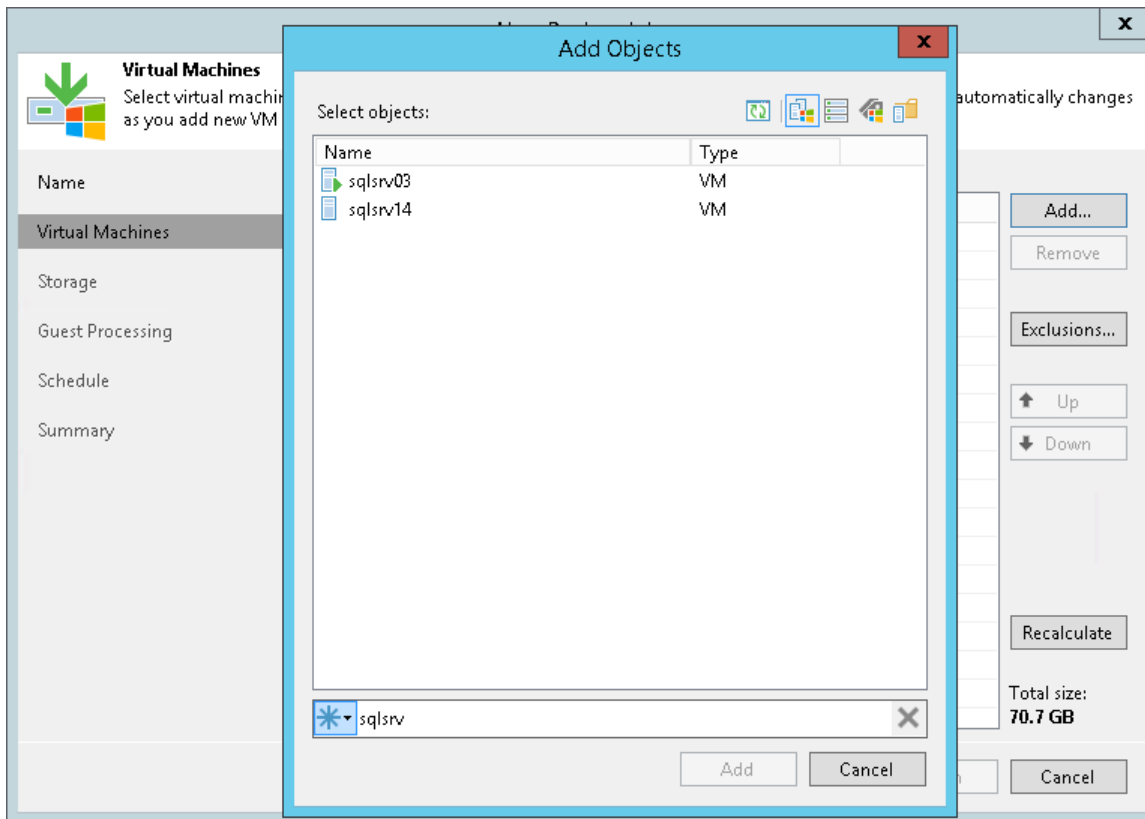 Add Objects
X
X
Virtual Machines
Select virtual machin
as you add new VM
automatically changes
Select objects:
Name
Virtual Machines
Storage
Guest Processing
Schedule
Summary
Name Type
sqlsrv03 VM
sqlsrv14 VM
sqlsrv
Add
Cancel
Add...
Remove
Exclusions...
Up
Down
Recalculate
Total size:
70.7 GB
Cancel